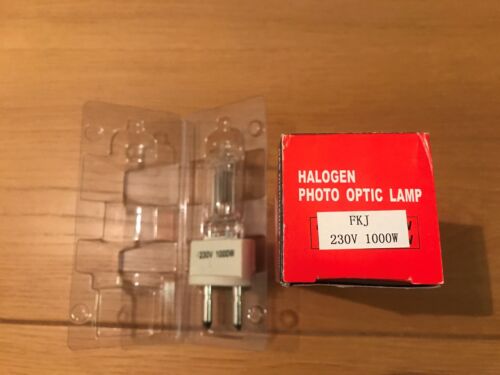 230V 1000W
HALOGEN
PHOTO OPTIC LAMP
FKJ
230V 1000W